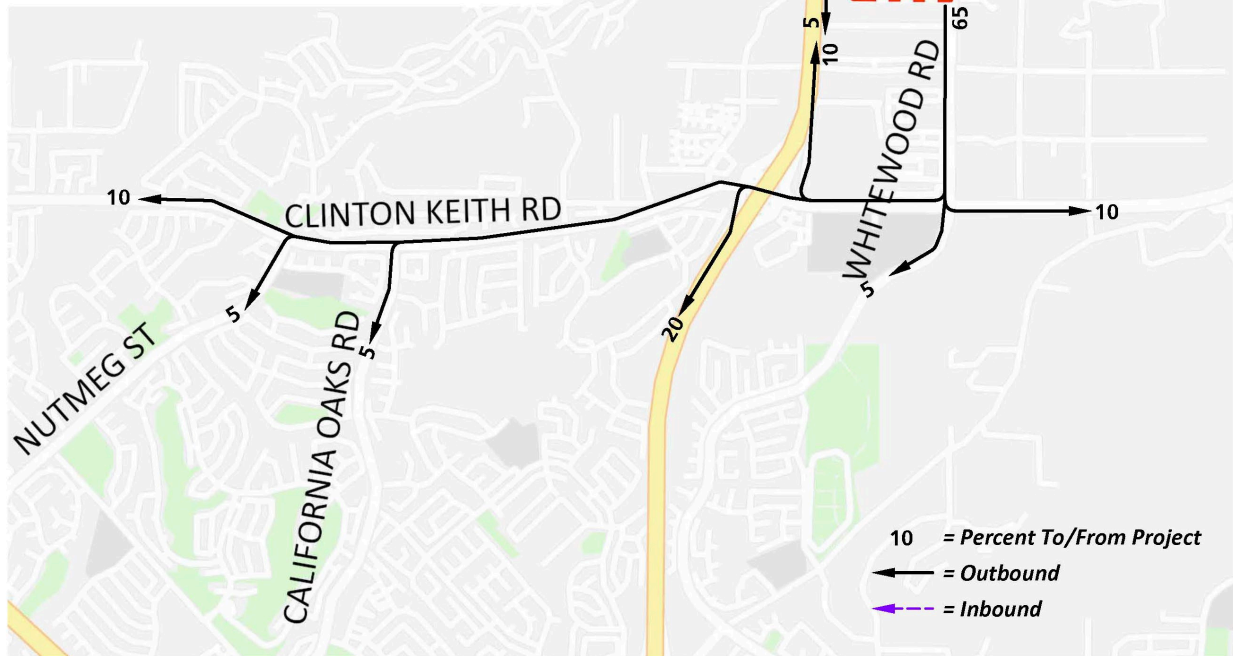 65
5
10
WHITEWOOD RD
10
CLINTON KEITH RD
10
5
5
20
5
NUTMEG ST
CALIFORNIA OAKS RD
10 = Percent To/From Project
= Outbound
= Inbound